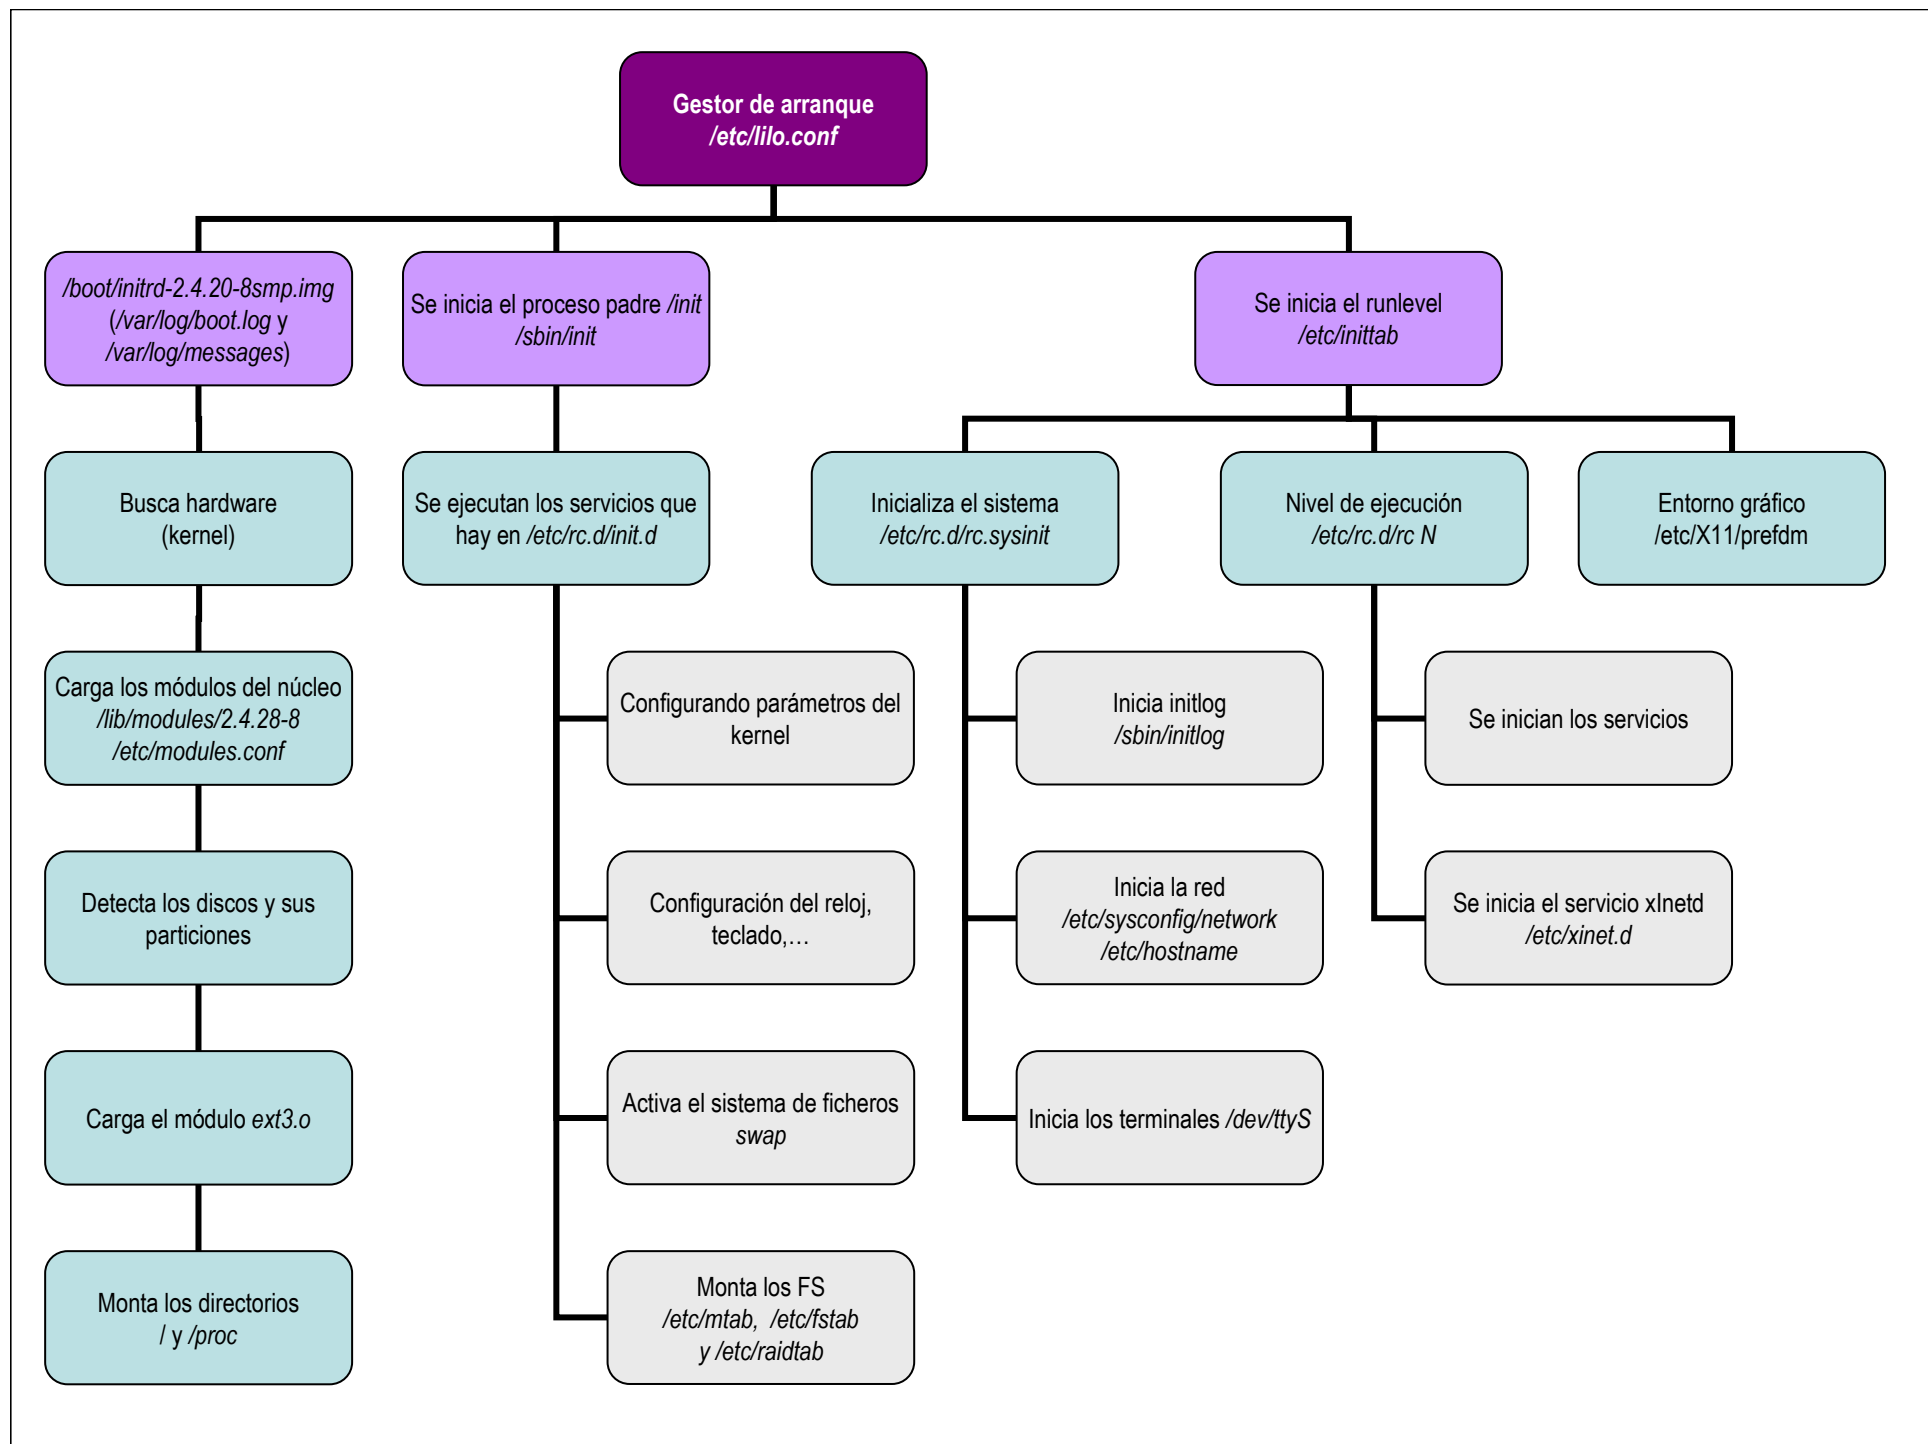 Gestor de arranque
/etc/lilo.conf
/boot/initrd-2.4.20-8smp.img
(/var/log/boot.log y
/var/log/messages)
Se inicia el proceso padre /init
/sbin/init
Se inicia el runlevel
/etc/inittab
Busca hardware
(kernel)
Se ejecutan los servicios que
hay en /etc/rc.d/init.d
Inicializa el sistema
/etc/rc.d/rc.sysinit
Nivel de ejecución
/etc/rc.d/rc N
Entorno gráfico
/etc/X11/prefdm
Carga los módulos del núcleo
/lib/modules/2.4.28-8
/etc/modules.conf
Configurando parámetros del
kernel
Inicia initlog
/sbin/initlog
Se inician los servicios
Detecta los discos y sus
particiones
Configuración del reloj,
teclado,…
Inicia la red
/etc/sysconfig/network
/etc/hostname
Se inicia el servicio xInetd
/etc/xinet.d
Carga el módulo ext3.o
Activa el sistema de ficheros
swap
Inicia los terminales /dev/ttyS
Monta los directorios
/ y /proc
Monta los FS
/etc/mtab, /etc/fstab
y /etc/raidtab